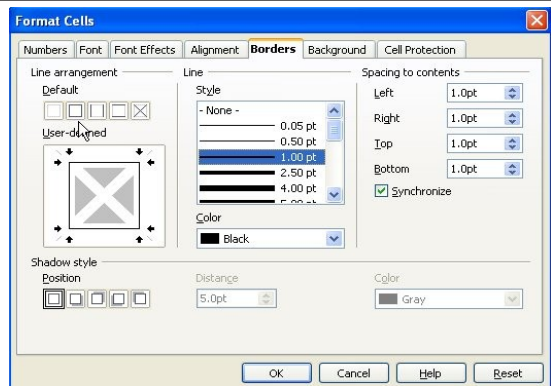 Format Cells
Numbers Font Font Effects Alignment Borders Background Cell Protection
Line arrangement
Default
User-defined
Line
Style
- None -
0.05 pt
0.50 pt
1.00 pt
2.50 pt
4.00 pt
Color
Black
Spacing to contents
Left 1.0pt
Right 1.0pt
Top 1.0pt
Bottom 1.0pt
Synchronize
Shadow style
Position
Distance
5.0pt
Color
Gray
OK Cancel Help Reset